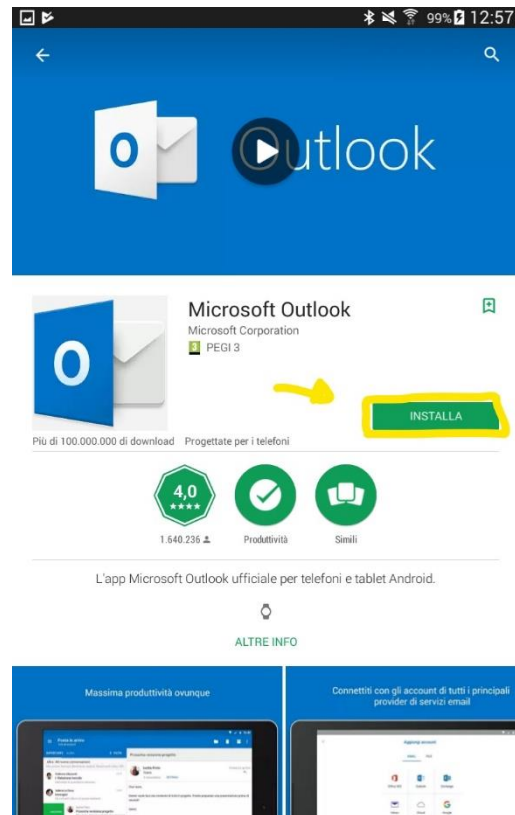 99% 12:57
Outlook
O
Microsoft Outlook
Microsoft Corporation
3 PEGI 3
O
INSTALLA
Più di 100.000.000 di download Progettate per i telefoni
4,0
1.640.236 Produttività Simili
L'app Microsoft Outlook ufficiale per telefoni e tablet Android.
ALTRE INFO
Massima produttività ovunque
Connettiti con gli account di tutti i principali
provider di servizi email